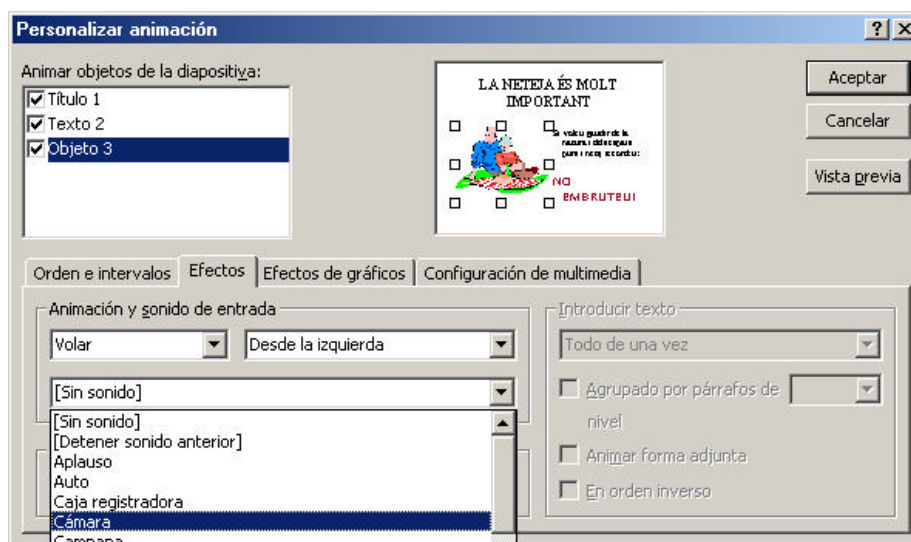 Personalizar animación
Animar objetos de la diapositiva:
Título 1
Texto 2
Objeto 3
LA NETEJA ÉS MOLT
IMPORTANT
NO
EMBRUTEU!
Aceptar
Cancelar
Vista previa
Orden e intervalos
Efectos
Efectos de gráficos
Configuración de multimedia
Animación y sonido de entrada
Volar
Desde la izquierda
[Sin sonido]
[Sin sonido]
[Detener sonido anterior]
Aplauso
Auto
Caja registradora
Cámara
Campana
Introducir texto
Todo de una vez
Agrupado por párrafos de
nivel
Animar forma adjunta
En orden inverso